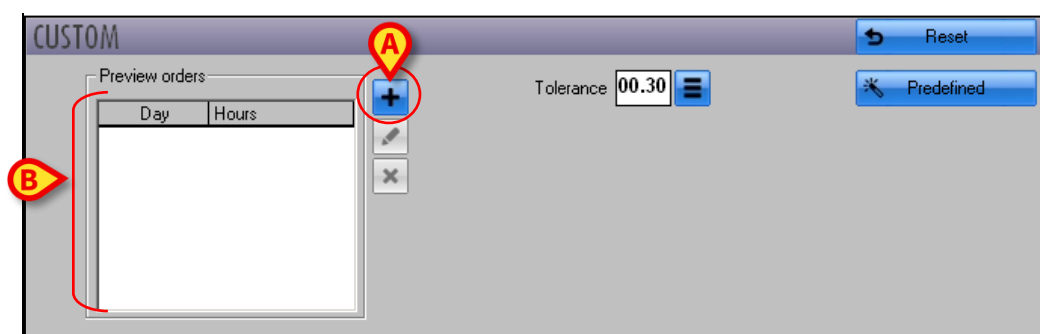 CUSTOM
Reset
A
Preview orders
Tolerance 00.30
Predefined
Day Hours
B